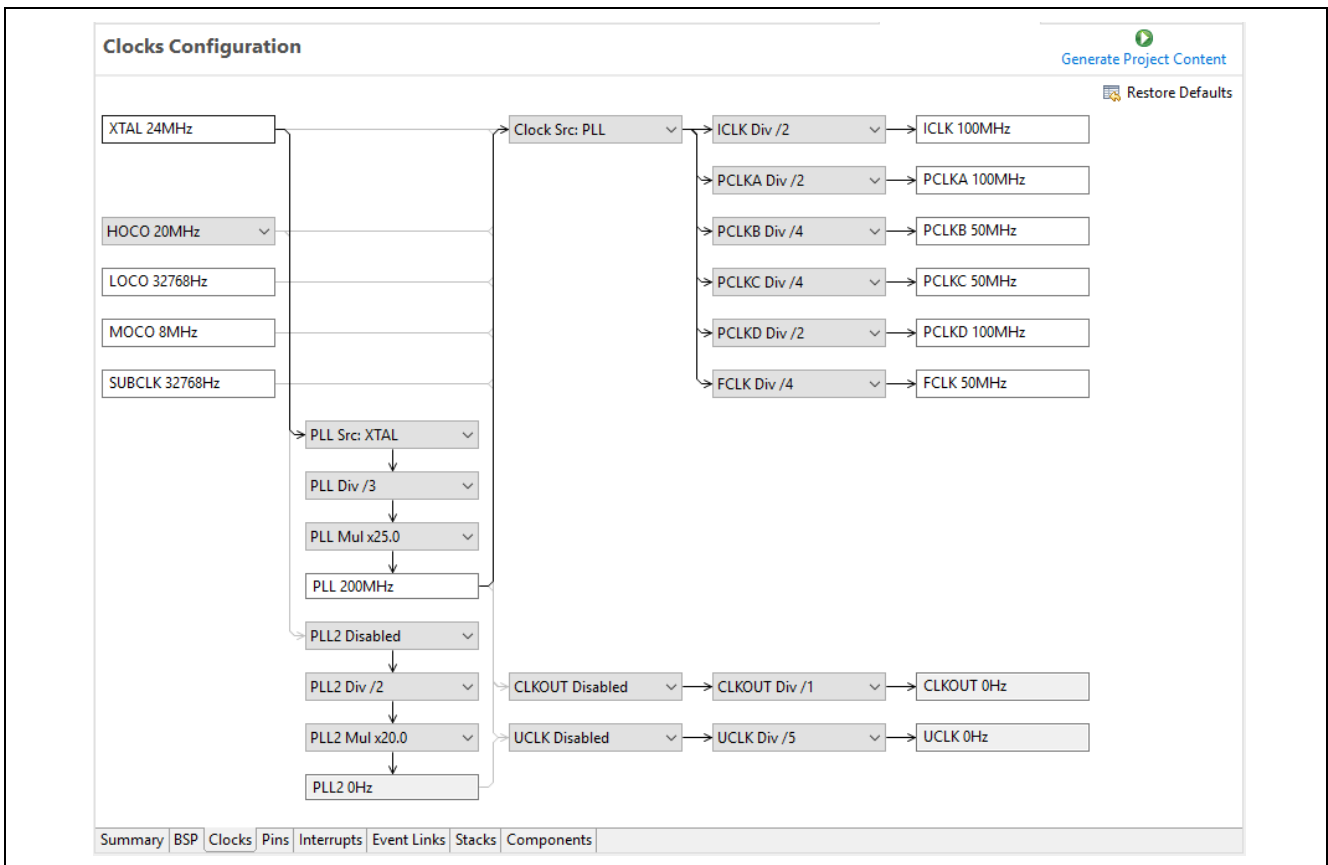 Clocks Configuration
Generate Project Content
Restore Defaults
XTAL 24MHz
Clock Src: PLL
ICLK Div /2
ICLK 100MHz
PCLKA Div /2
PCLKA 100MHz
HOCO 20MHz
PCLKB Div /4
PCLKB 50MHz
LOCO 32768Hz
PCLKC Div /4
PCLKC 50MHz
MOCO 8MHz
PCLKD Div /2
PCLKD 100MHz
SUBCLK 32768Hz
FCLK Div /4
FCLK 50MHz
PLL Src: XTAL
PLL Div /3
PLL Mul x25.0
PLL 200MHz
PLL2 Disabled
PLL2 Div /2
CLKOUT Disabled
CLKOUT Div /1
CLKOUT 0Hz
PLL2 Mul x20.0
UCLK Disabled
UCLK Div /5
UCLK 0Hz
PLL2 0Hz
Summary BSP Clocks Pins Interrupts Event Links Stacks Components